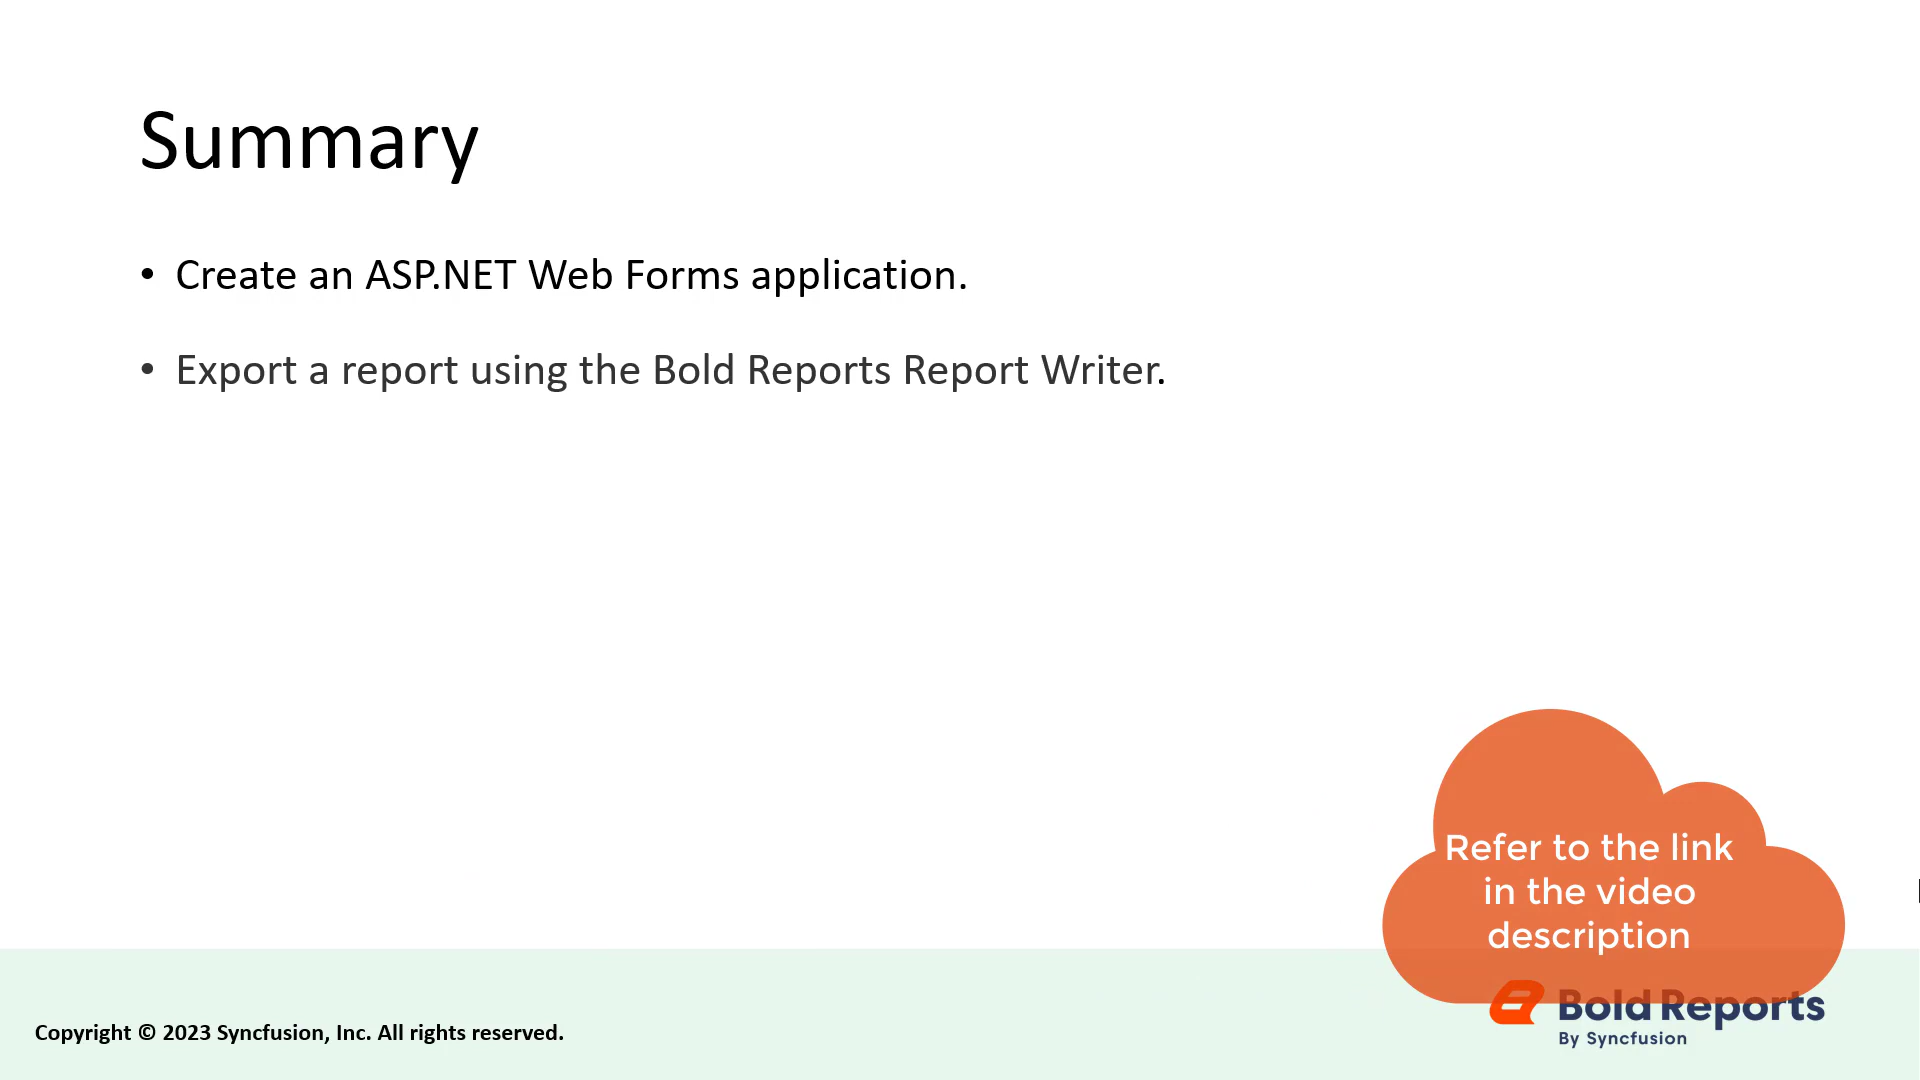 Summary
• Create an ASP.NET Web Forms application.
• Export a report using the Bold Reports Report Writer.
Refer to the link
in the video
description
Copyright © 2023 Syncfusion, Inc. All rights reserved.
Bold Reports
By Syncfusion